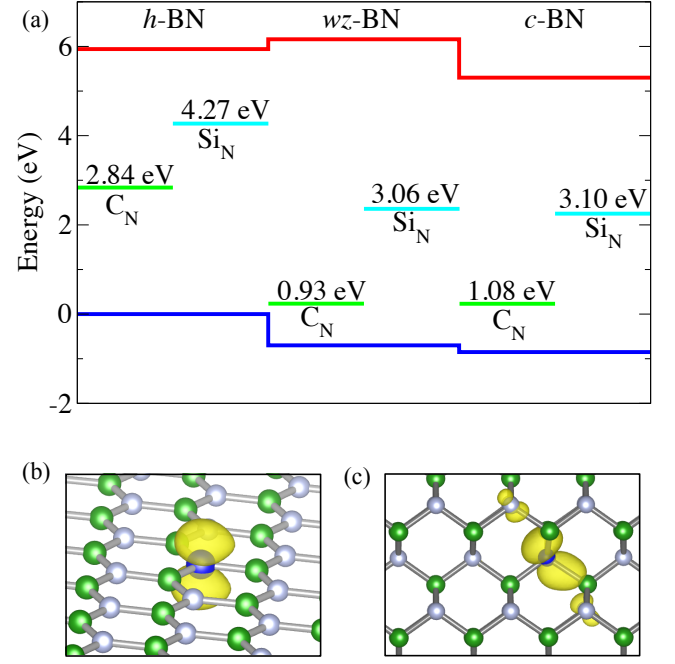 (a)
h-BN wz-BN c-BN
6
4.27 eV
4
Si_N
Energy (eV)
2.84 eV
3.06 eV
3.10 eV
C_N
2
Si_N
Si_N
0.93 eV
1.08 eV
0
C_N
C_N
-2
(b)
(c)